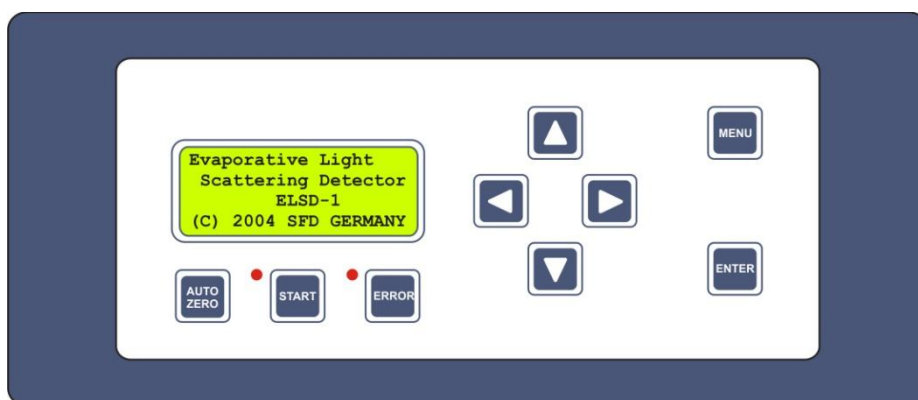 Evaporative Light
Scattering Detector
ELSD-1
(C) 2004 SFD GERMANY
MENU
ENTER
AUTO
ZERO
START
ERROR